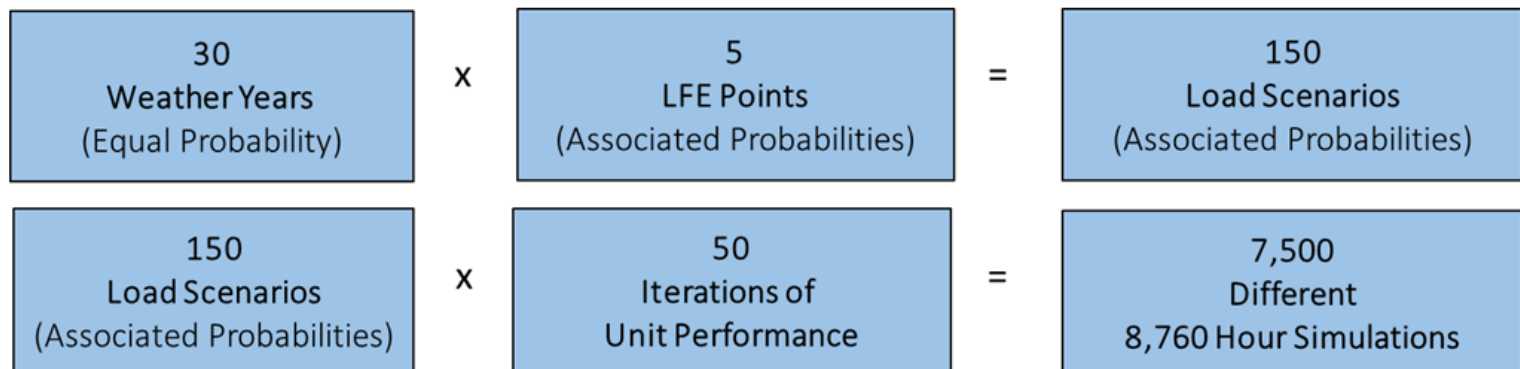 30
Weather Years
(Equal Probability)
x
5
LFE Points
(Associated Probabilities)
=
150
Load Scenarios
(Associated Probabilities)
150
Load Scenarios
(Associated Probabilities)
x
50
Iterations of
Unit Performance
=
7,500
Different
8,760 Hour Simulations